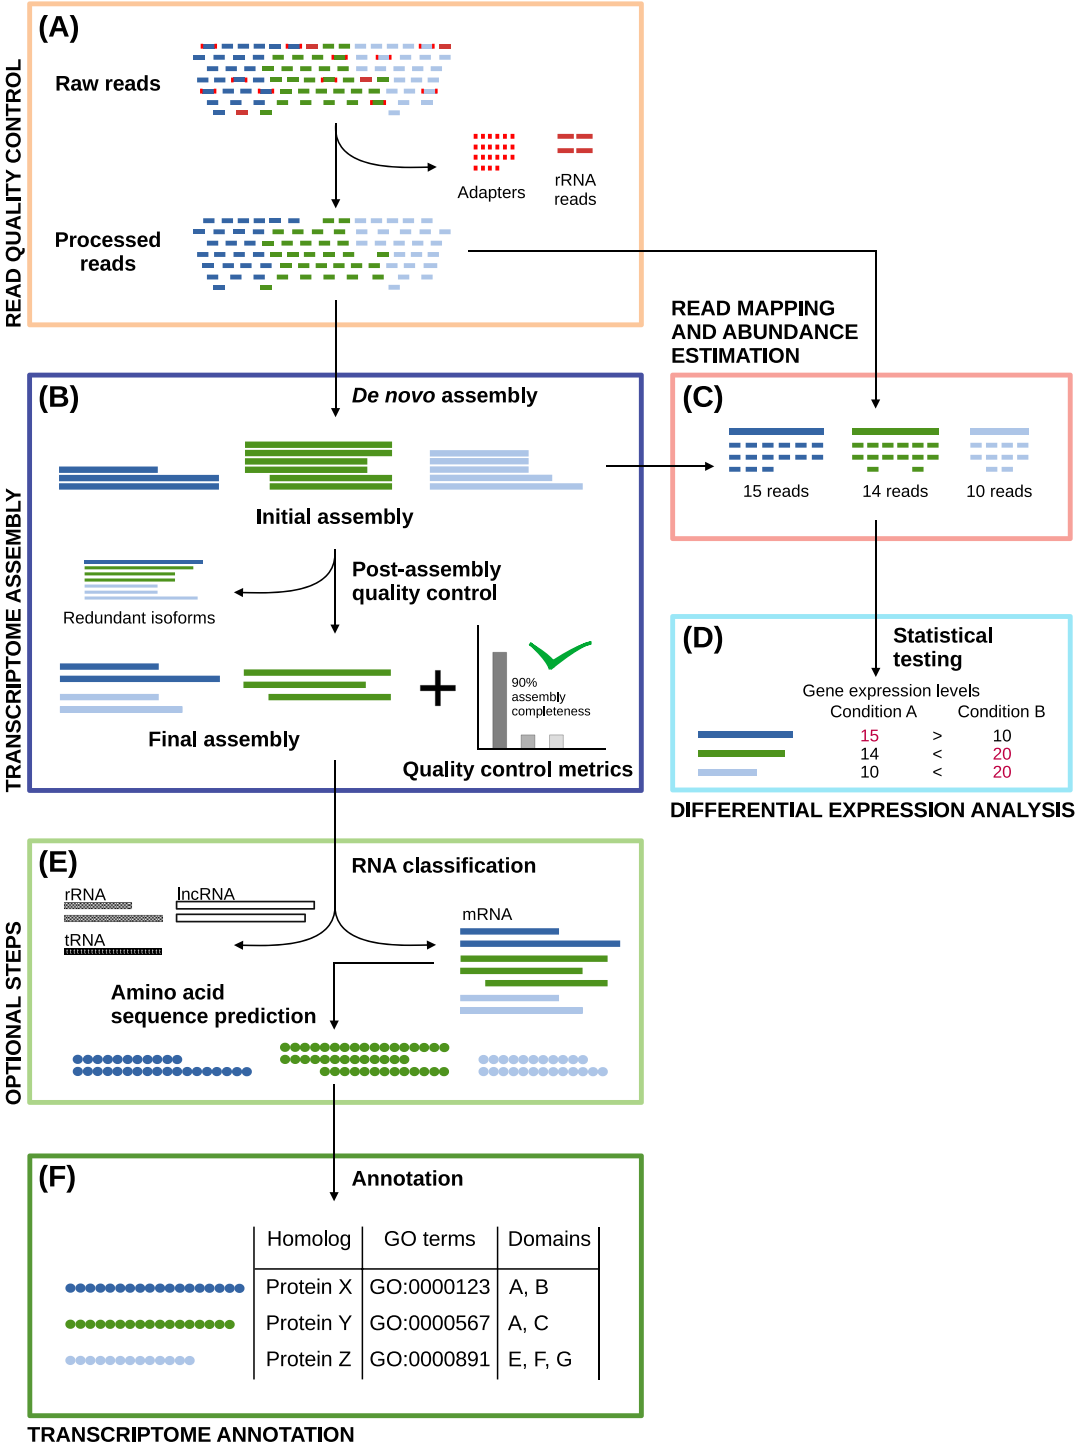 READ QUALITY CONTROL
(A)
Raw reads
Adapters
rRNA
reads
Processed
reads
READ MAPPING
AND ABUNDANCE
ESTIMATION
TRANSCRIPTOME ASSEMBLY
(B)
De novo assembly
Initial assembly
Post-assembly
quality control
Redundant isoforms
90%
assembly
completeness
Final assembly
Quality control metrics
(C)
15 reads
14 reads
10 reads
(D)
Statistical
testing
Gene expression levels
Condition A Condition B
15 > 10
14 < 20
10 < 20
DIFFERENTIAL EXPRESSION ANALYSIS
OPTIONAL STEPS
(E)
RNA classification
rRNA lncRNA
tRNA
mRNA
Amino acid
sequence prediction
(F)
Annotation
Homolog GO terms Domains
Protein X GO:0000123 A, B
Protein Y GO:0000567 A, C
Protein Z GO:0000891 E, F, G
TRANSCRIPTOME ANNOTATION